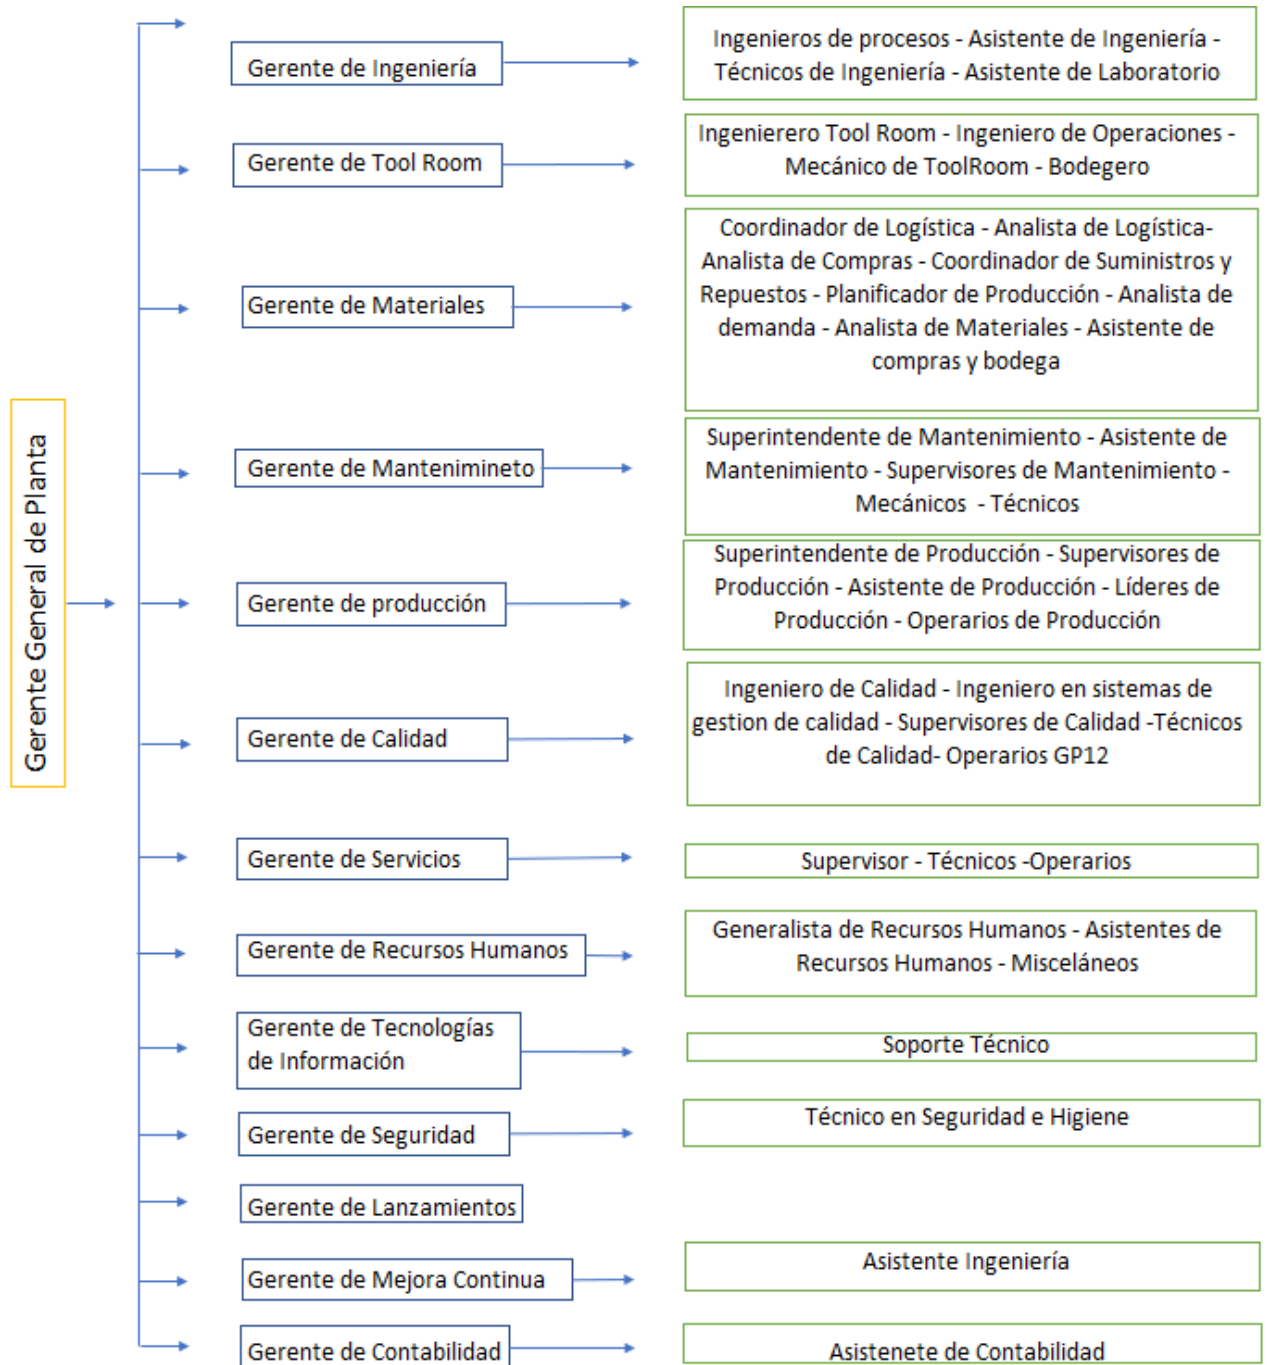 Gerente General de Planta
Gerente de Ingeniería
Ingenieros de procesos - Asistente de Ingeniería -
Técnicos de Ingeniería - Asistente de Laboratorio
Gerente de Tool Room
Ingenierero Tool Room - Ingeniero de Operaciones -
Mecánico de ToolRoom - Bodegero
Gerente de Materiales
Coordinador de Logística - Analista de Logística-
Analista de Compras - Coordinador de Suministros y
Repuestos - Planificador de Producción - Analista de
demanda - Analista de Materiales - Asistente de
compras y bodega
Gerente de Mantenimineto
Superintendente de Mantenimiento - Asistente de
Mantenimiento - Supervisores de Mantenimiento -
Mecánicos - Técnicos
Gerente de producción
Superintendente de Producción - Supervisores de
Producción - Asistente de Producción - Líderes de
Producción - Operarios de Producción
Gerente de Calidad
Ingeniero de Calidad - Ingeniero en sistemas de
gestion de calidad - Supervisores de Calidad -Técnicos
de Calidad- Operarios GP12
Gerente de Servicios
Supervisor - Técnicos -Operarios
Gerente de Recursos Humanos
Generalista de Recursos Humanos - Asistentes de
Recursos Humanos - Misceláneos
Gerente de Tecnologías
de Información
Soporte Técnico
Gerente de Seguridad
Técnico en Seguridad e Higiene
Gerente de Lanzamientos
Gerente de Mejora Continua
Asistente Ingeniería
Gerente de Contabilidad
Asistenete de Contabilidad